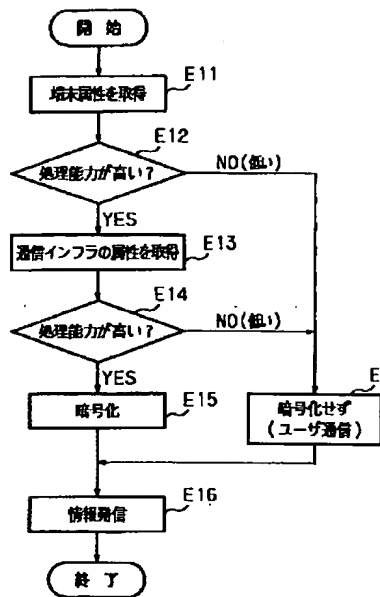 開始
E11
端末属性を取得
E12
処理能力が高い?
NO(低い)
YES
E13
通信インフラの属性を取得
E14
処理能力が高い?
NO(低い)
YES
E15
暗号化
E
暗号化せず
(ユーザ通信)
E16
情報発信
終了